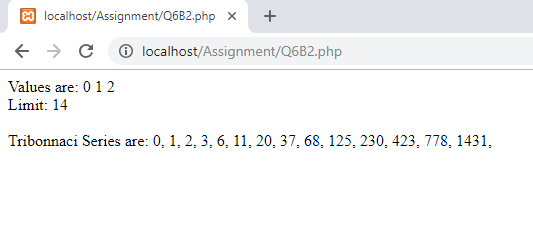 localhost/Assignment/Q6B2.php
localhost/Assignment/Q6B2.php
Values are: 0 1 2
Limit: 14
Tribonnaci Series are: 0, 1, 2, 3, 6, 11, 20, 37, 68, 125, 230, 423, 778, 1431,